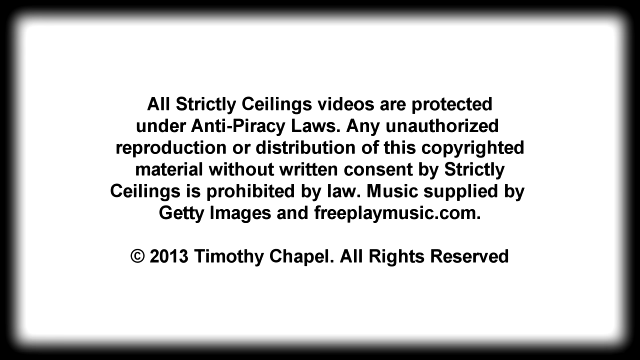 All Strictly Ceilings videos are protected
under Anti-Piracy Laws. Any unauthorized
reproduction or distribution of this copyrighted
material without written consent by Strictly
Ceilings is prohibited by law. Music supplied by
Getty Images and freeplaymusic.com.
© 2013 Timothy Chapel. All Rights Reserved